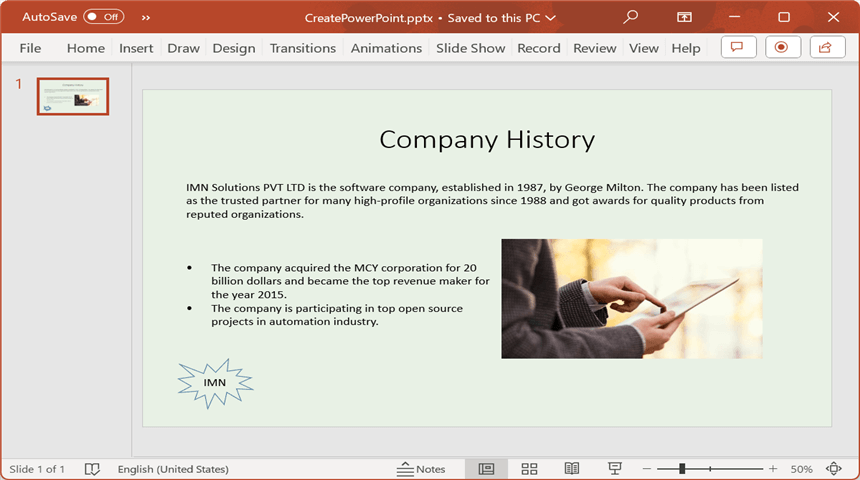 AutoSave Off »
CreatePowerPoint.pptx • Saved to this PC
File Home Insert Draw Design Transitions Animations Slide Show Record Review View Help
1
Company History
IMN Solutions PVT LTD is the software company, established in 1987, by George Milton. The company has been listed
as the trusted partner for many high-profile organizations since 1988 and got awards for quality products from
reputed organizations.
• The company acquired the MCY corporation for 20
billion dollars and became the top revenue maker for
the year 2015.
• The company is participating in top open source
projects in automation industry.
IMN
Slide 1 of 1 English (United States) Notes 50%